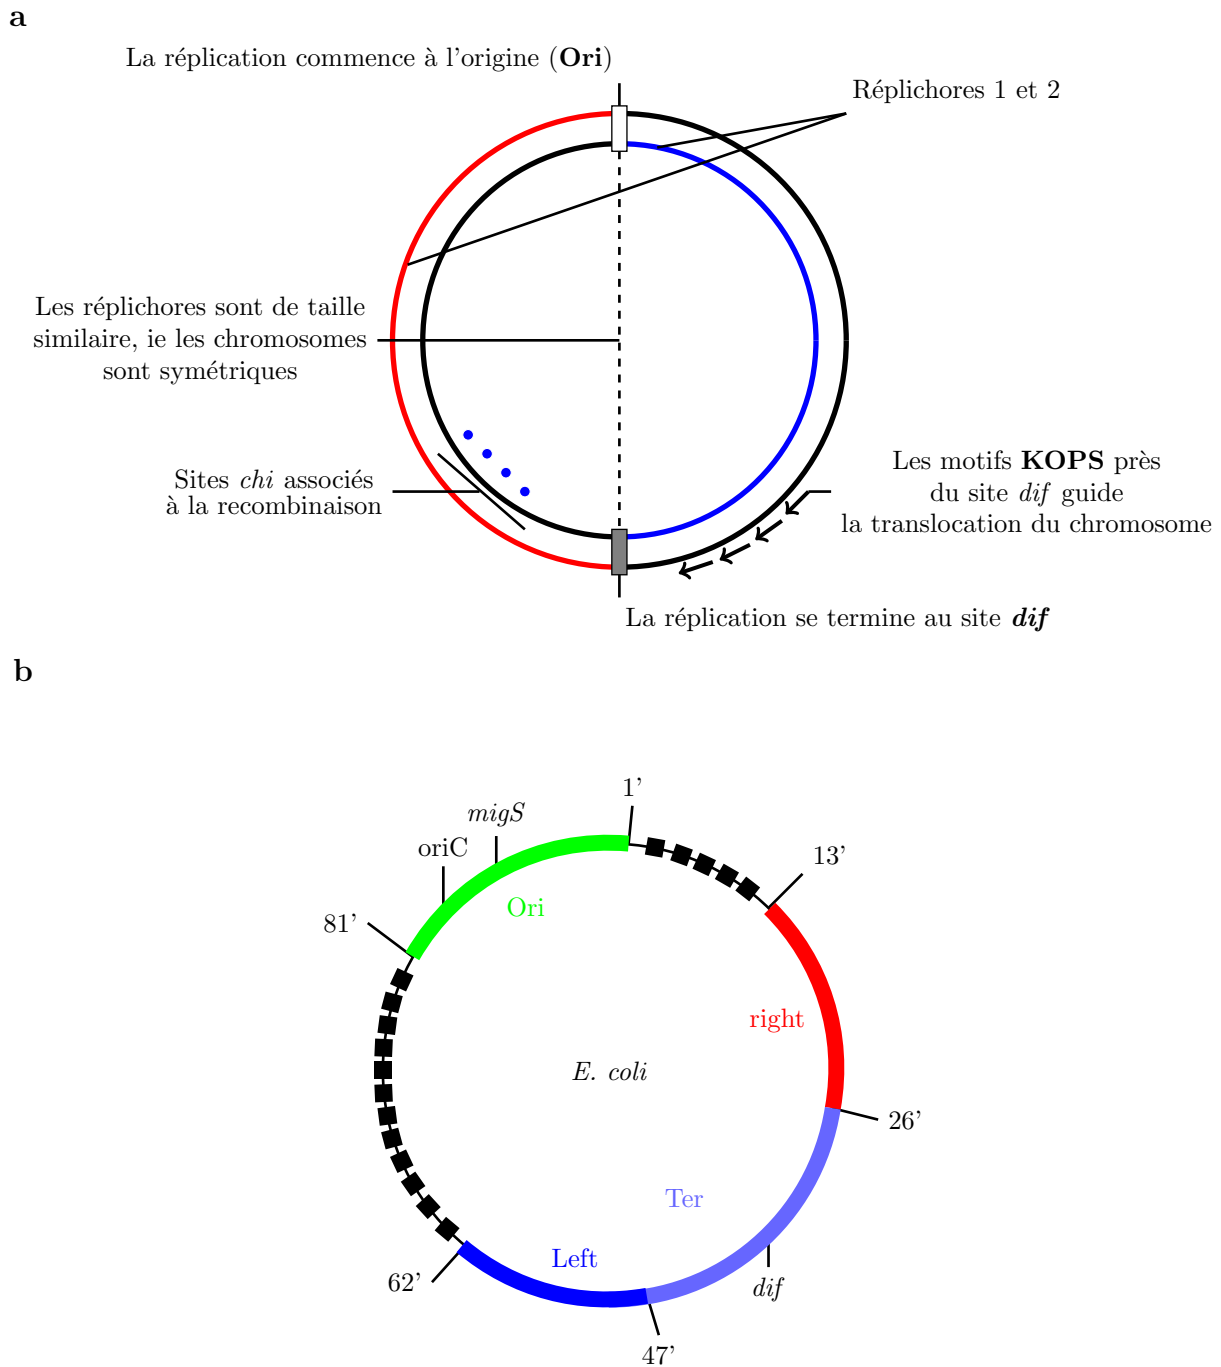 a
La réplication commence à l'origine (Ori)
Réplichores 1 et 2
Les réplichores sont de taille
similaire, ie les chromosomes
sont symétriques
Sites chi associés
à la recombinaison
Les motifs KOPS près
du site dif guide
la translocation du chromosome
La réplication se termine au site dif
b
1'
migS
oriC
13'
81'
Ori
right
E. coli
26'
Ter
Left
62'
dif
47'